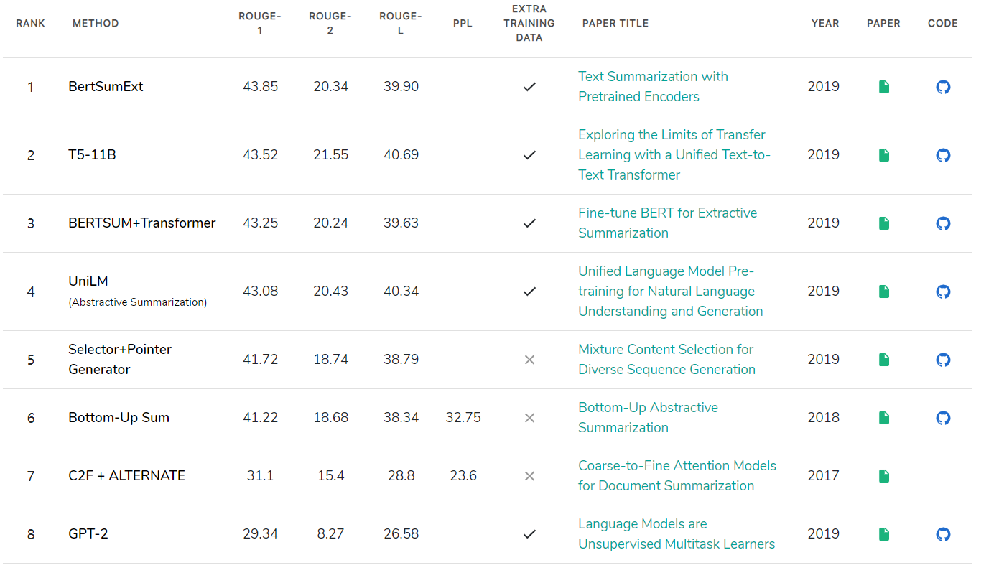 RANK METHOD ROUGE-1 ROUGE-2 ROUGE-L PPL EXTRA TRAINING DATA PAPER TITLE YEAR PAPER CODE
1 BertSumExt 43.85 20.34 39.90 Text Summarization with
Pretrained Encoders 2019
2 T5-11B 43.52 21.55 40.69 Exploring the Limits of Transfer
Learning with a Unified Text-to-
Text Transformer 2019
3 BERTSUM+Transformer 43.25 20.24 39.63 Fine-tune BERT for Extractive
Summarization 2019
4 UniLM
(Abstractive Summarization) 43.08 20.43 40.34 Unified Language Model Pre-
training for Natural Language
Understanding and Generation 2019
5 Selector+Pointer
Generator 41.72 18.74 38.79 Mixture Content Selection for
Diverse Sequence Generation 2019
6 Bottom-Up Sum 41.22 18.68 38.34 32.75 Bottom-Up Abstractive
Summarization 2018
7 C2F + ALTERNATE 31.1 15.4 28.8 23.6 Coarse-to-Fine Attention Models
for Document Summarization 2017
8 GPT-2 29.34 8.27 26.58 Language Models are
Unsupervised Multitask Learners 2019